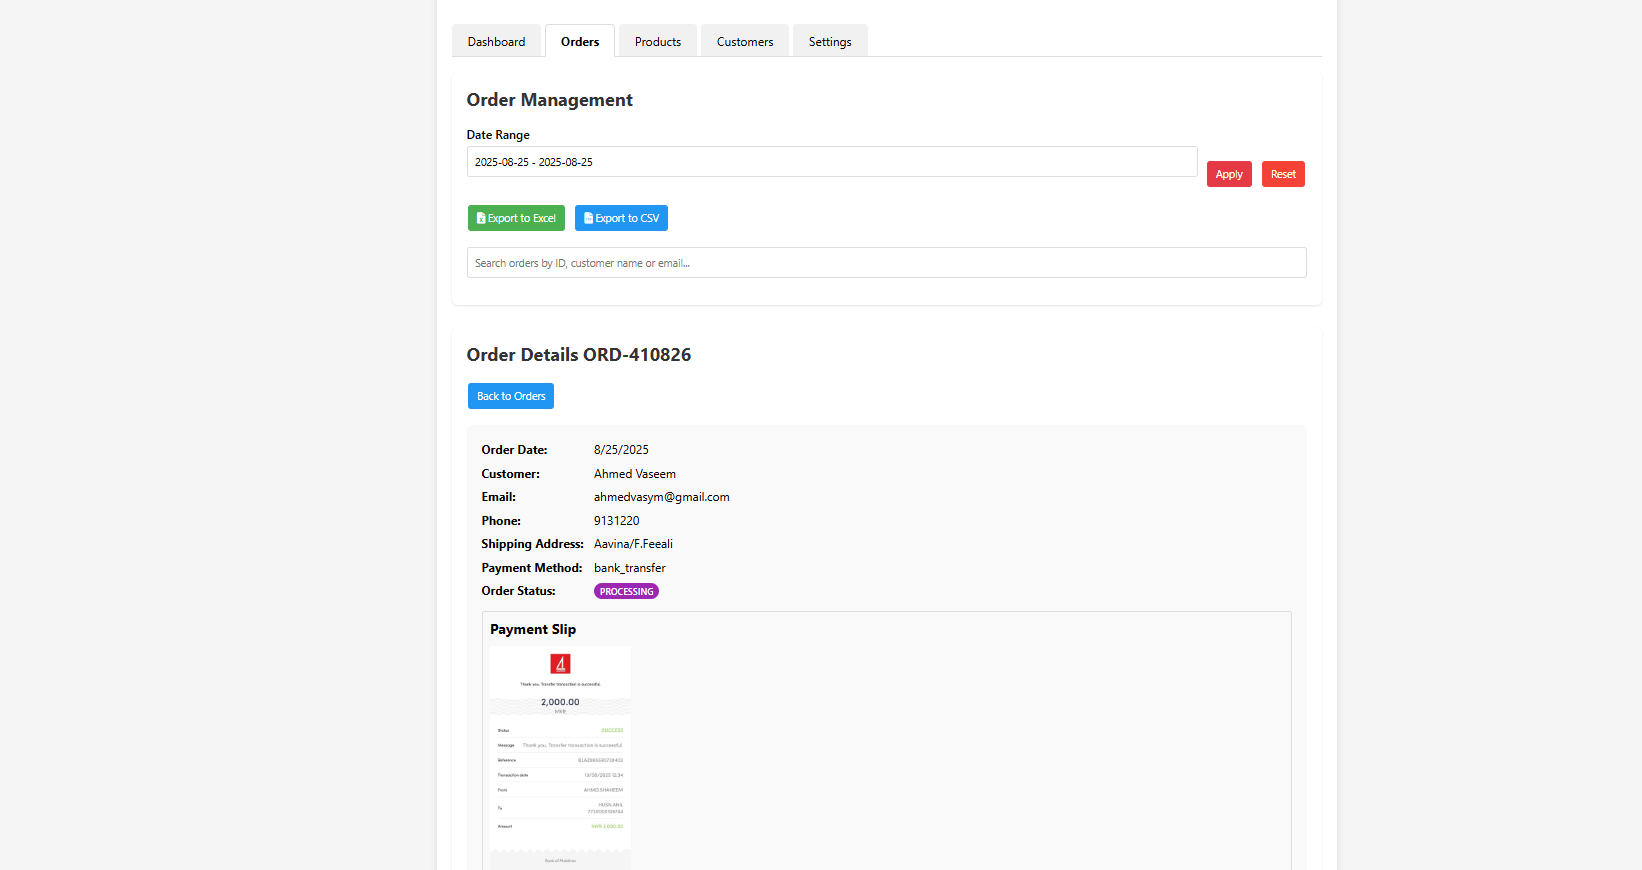 Dashboard
Orders
Products
Customers
Settings
Order Management
Date Range
2025-08-25 - 2025-08-25
Apply
Reset
Export to Excel
Export to CSV
Search orders by ID, customer name or email...
Order Details ORD-410826
Back to Orders
Order Date: 8/25/2025
Customer: Ahmed Vaseem
Email: ahmedvasym@gmail.com
Phone: 9131220
Shipping Address: Aavina/F.Feeali
Payment Method: bank_transfer
Order Status: PROCESSING
Payment Slip
Thank you. Transfer transaction is successful.
2,000.00
MVR
Status SUCCESS
Message Thank you. Transfer transaction is successful.
Reference
Transaction date
From AHMD.SHAHEEM
To
Amount MVR 2,000.00
Bank of Maldives